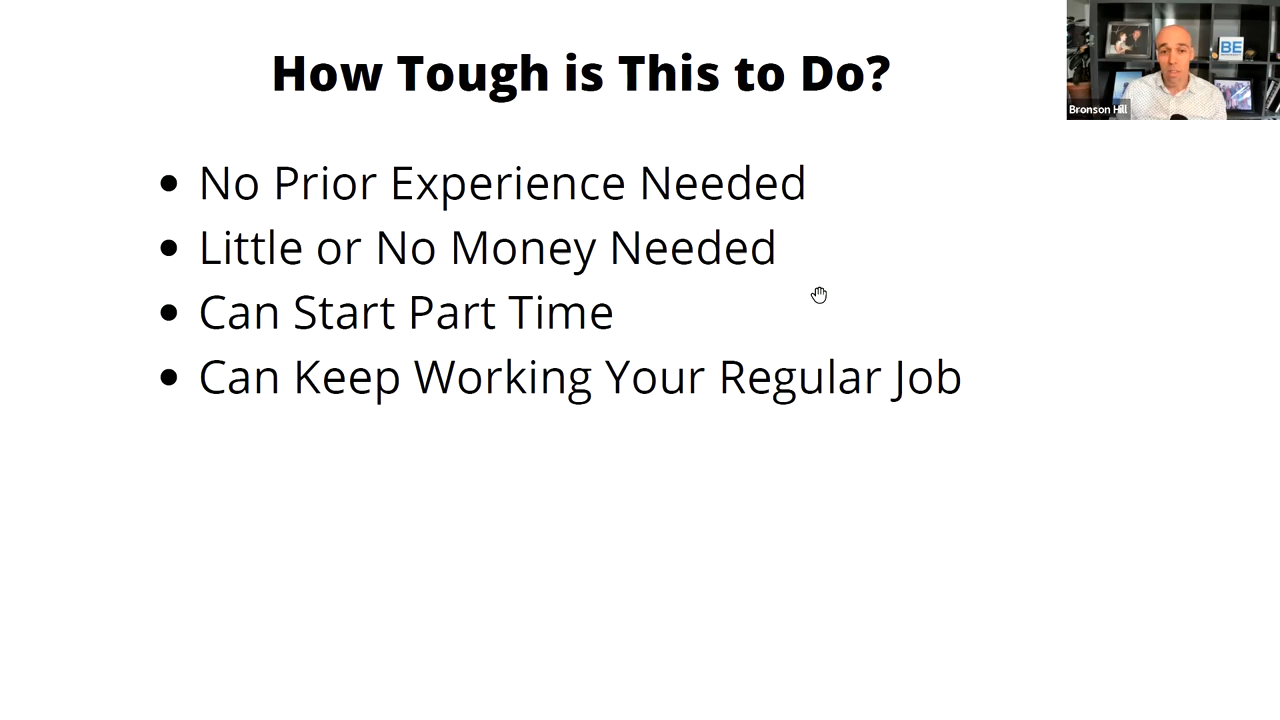 How Tough is This to Do?
BE
Bronson Hill
• No Prior Experience Needed
• Little or No Money Needed
• Can Start Part Time
• Can Keep Working Your Regular Job